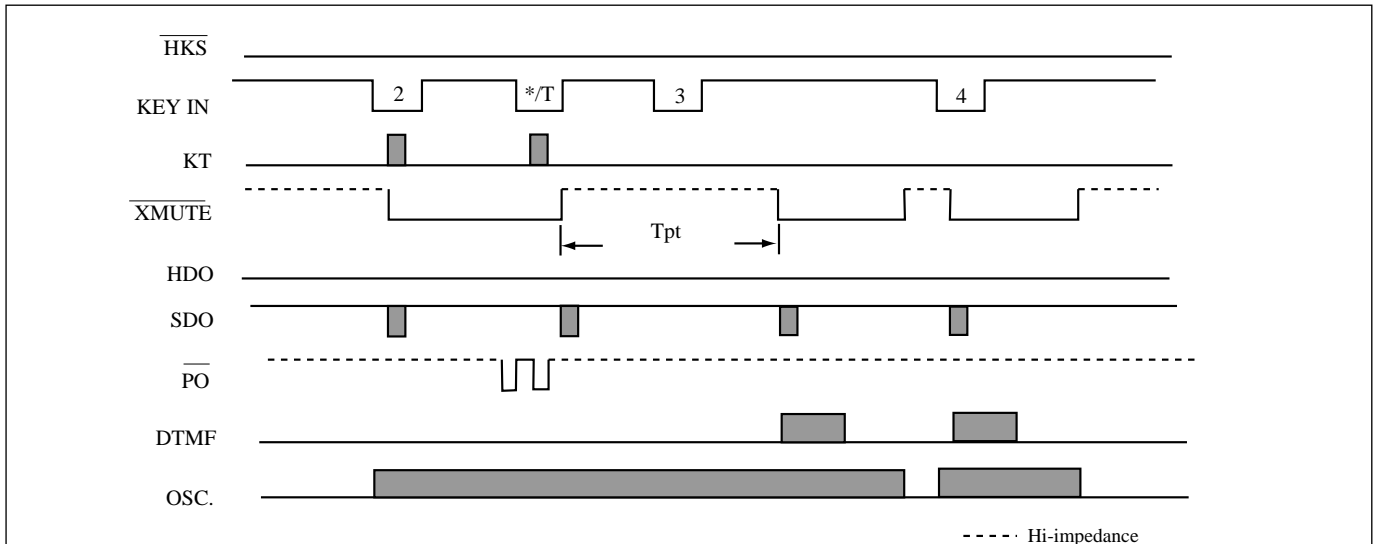 HKS
KEY IN 2 */T 3 4
KT
XMUTE
Tpt
HDO
SDO
PO
DTMF
OSC.
Hi-impedance